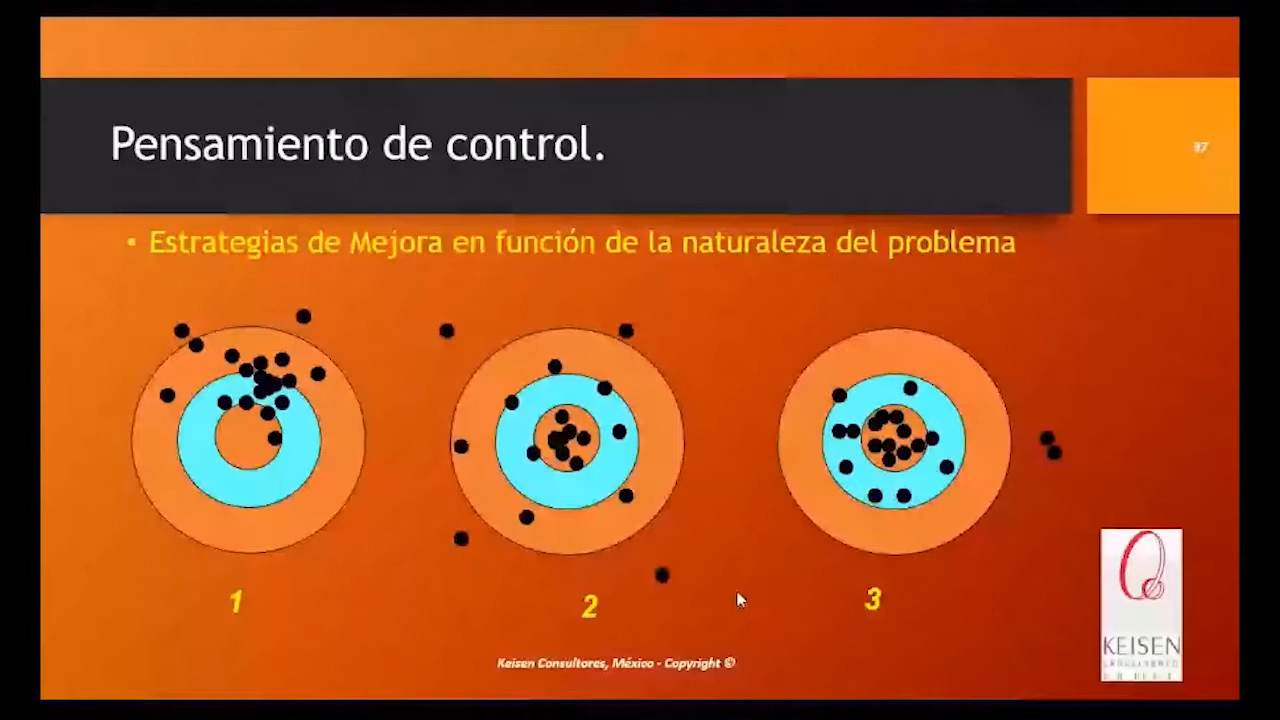 Pensamiento de control.
37
• Estrategias de Mejora en función de la naturaleza del problema
1
2
3
Keisen Consultores, México - Copyright ©
KEISEN